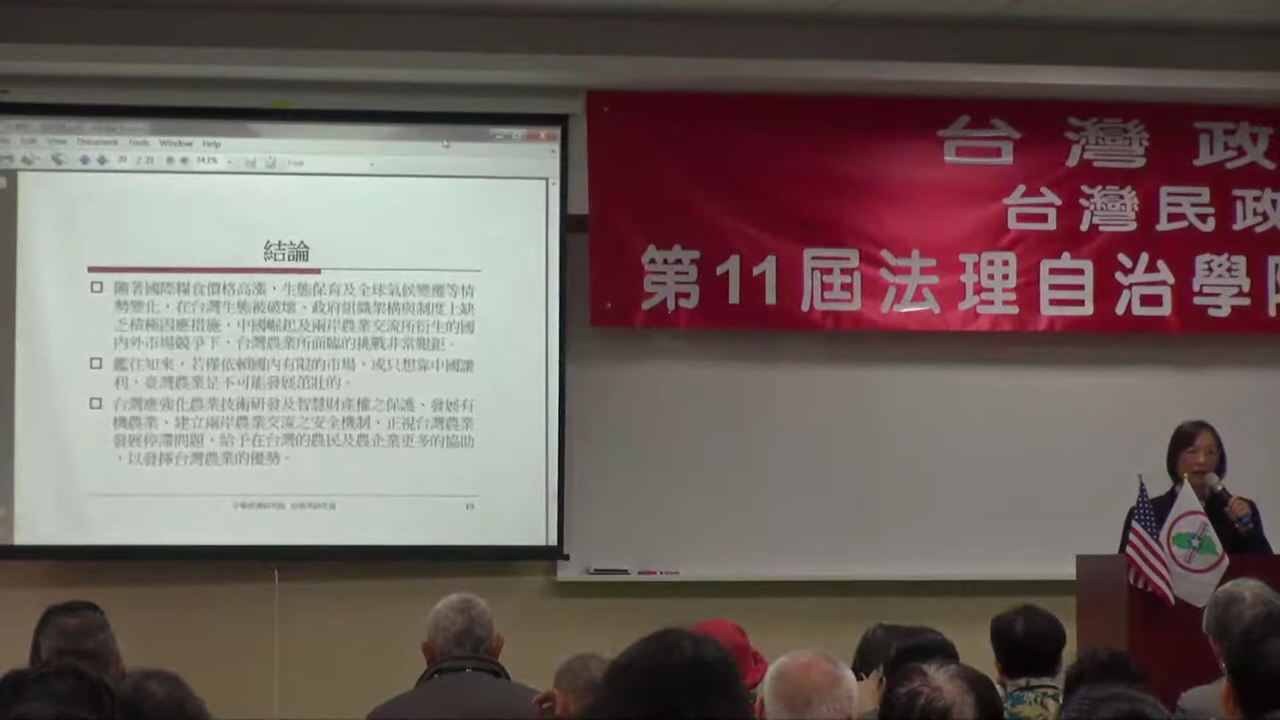 Edit View Document Tools Window Help
結論
隨著國際糧食價格高漲，生態保育及全球氣候變遷等情
勢變化，在台灣生態被破壞、政府組織架構與制度上缺
乏積極因應措施，中國崛起及兩岸農業交流所衍生的國
內外市場競爭下，台灣農業所面臨的挑戰非常艱鉅。
鑑往知來，若僅依賴國內有限的市場，或只想靠中國讓
利，臺灣農業是不可能發展茁壯的。
台灣應強化農業技術研發及智慧財產權之保護、發展有
機農業、建立兩岸農業交流之安全機制，正視台灣農業
發展停滯問題，給予在台灣的農民及農企業更多的協助
，以發揮台灣農業的優勢。
19
台灣政
台灣民政
第11屆法理自治學